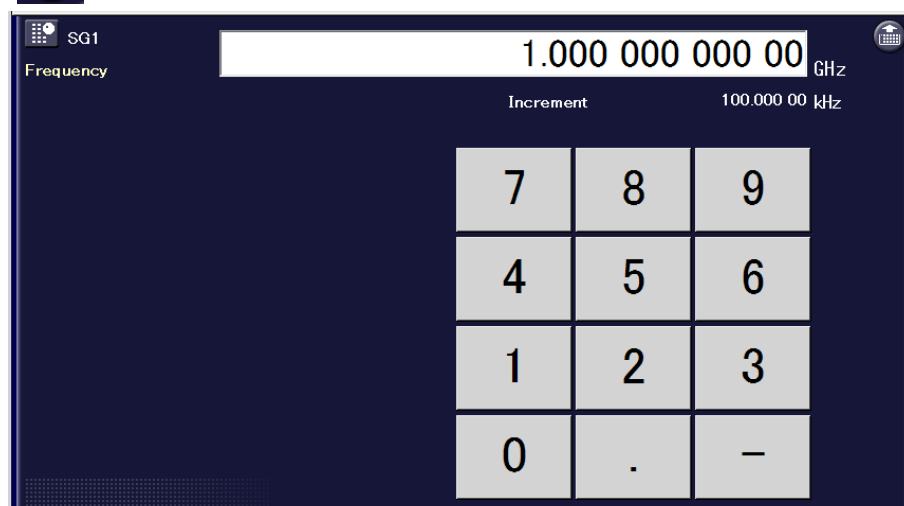 SG1
Frequency
1.000 000 000 00 GHz
Increment 100.000 00 kHz
7 8 9
4 5 6
1 2 3
0 . −